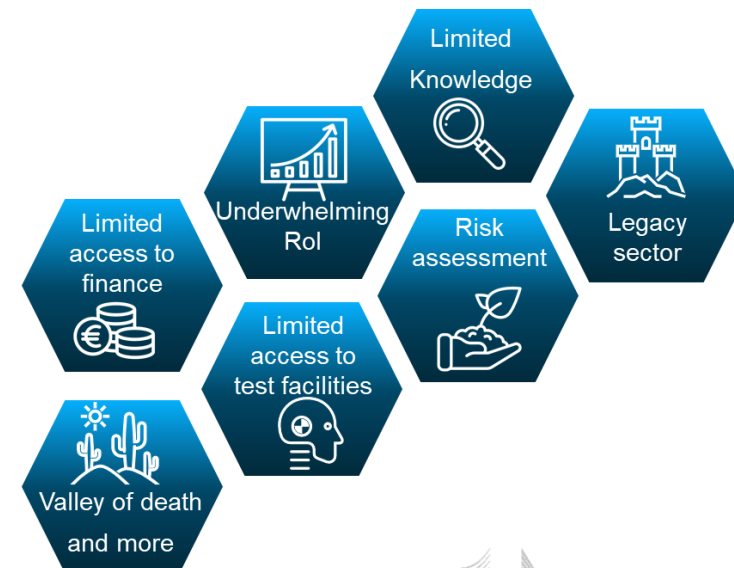 Limited
Knowledge
Underwhelming
RoI
Legacy
sector
Limited
access to
finance
Risk
assessment
Limited
access to
test facilities
Valley of death
and more